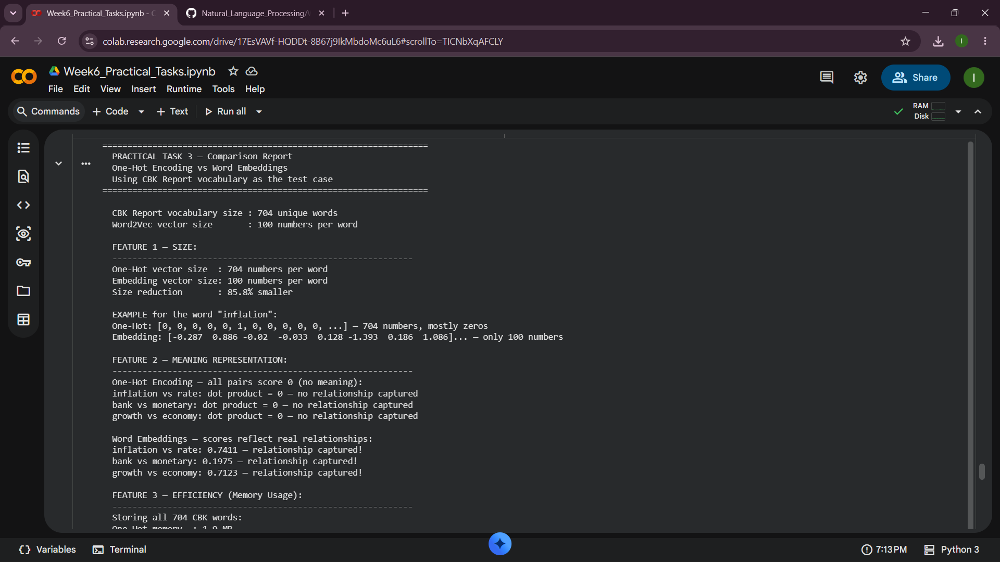 Week6_Practical_Tasks.ipynb - C
Natural_Language_Processing/
colab.research.google.com/drive/17EsVAVf-HQDDt-8B67j9IkMbdoMc6uL6#scrollTo=TICNbXqAFCLY
I
Week6_Practical_Tasks.ipynb
File Edit View Insert Runtime Tools Help
Share
I
Commands + Code + Text Run all
RAM
Disk
==================================================================
PRACTICAL TASK 3 — Comparison Report
One-Hot Encoding vs Word Embeddings
Using CBK Report vocabulary as the test case
==================================================================
CBK Report vocabulary size : 704 unique words
Word2Vec vector size : 100 numbers per word
FEATURE 1 — SIZE:
------------------------------------------------------------
One-Hot vector size : 704 numbers per word
Embedding vector size: 100 numbers per word
Size reduction : 85.8% smaller
EXAMPLE for the word "inflation":
One-Hot: [0, 0, 0, 0, 0, 1, 0, 0, 0, 0, 0, ...] — 704 numbers, mostly zeros
Embedding: [-0.287 0.886 -0.02 -0.033 0.128 -1.393 0.186 1.086]... — only 100 numbers
FEATURE 2 — MEANING REPRESENTATION:
------------------------------------------------------------
One-Hot Encoding — all pairs score 0 (no meaning):
inflation vs rate: dot product = 0 — no relationship captured
bank vs monetary: dot product = 0 — no relationship captured
growth vs economy: dot product = 0 — no relationship captured
Word Embeddings — scores reflect real relationships:
inflation vs rate: 0.7411 — relationship captured!
bank vs monetary: 0.1975 — relationship captured!
growth vs economy: 0.7123 — relationship captured!
FEATURE 3 — EFFICIENCY (Memory Usage):
------------------------------------------------------------
Storing all 704 CBK words:
One-Hot memory : 1.9 MB
Variables Terminal
7:13 PM Python 3